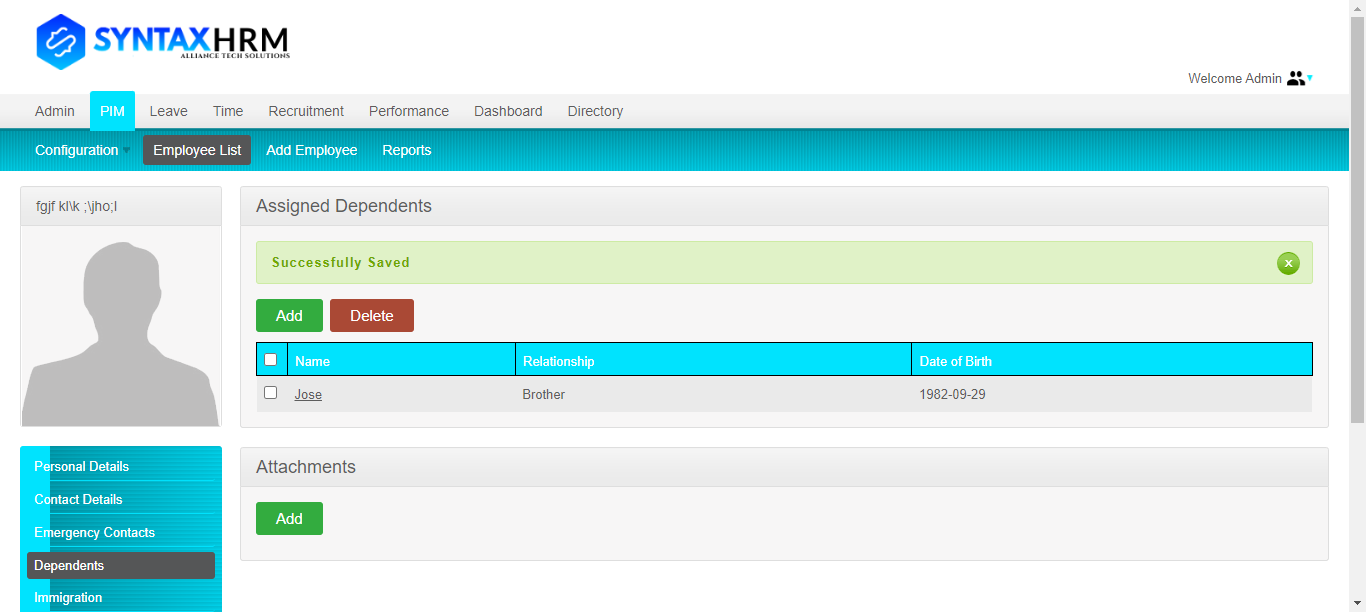 SYNTAXHRM
ALLIANCE TECH SOLUTIONS
Welcome Admin
Admin PIM Leave Time Recruitment Performance Dashboard Directory
Configuration Employee List Add Employee Reports
fgjf kl\k ;\jho;l
Assigned Dependents
Successfully Saved
x
Add Delete
Name Relationship Date of Birth
Jose Brother 1982-09-29
Personal Details
Contact Details
Emergency Contacts
Dependents
Immigration
Attachments
Add